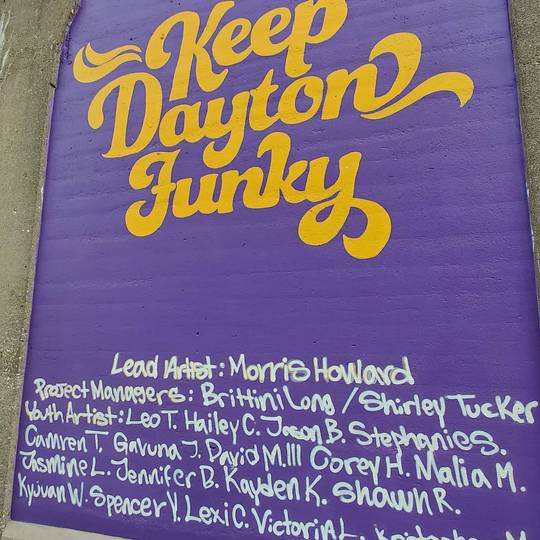 Keep
Dayton
Funky
Lead Artist: Morris Howard
Project Managers: Brittini Long / Shirley Tucker
Youth Artist: Leo T. Hailey C. Jason B. Stephanie S.
Camren T. Gavuna J. David M.III Corey H. Malia M.
Jasmine L. Jennifer B. Kayden K. Shawn R.
Kyuuan W. Spencer Y. Lexi C. Victoria L.